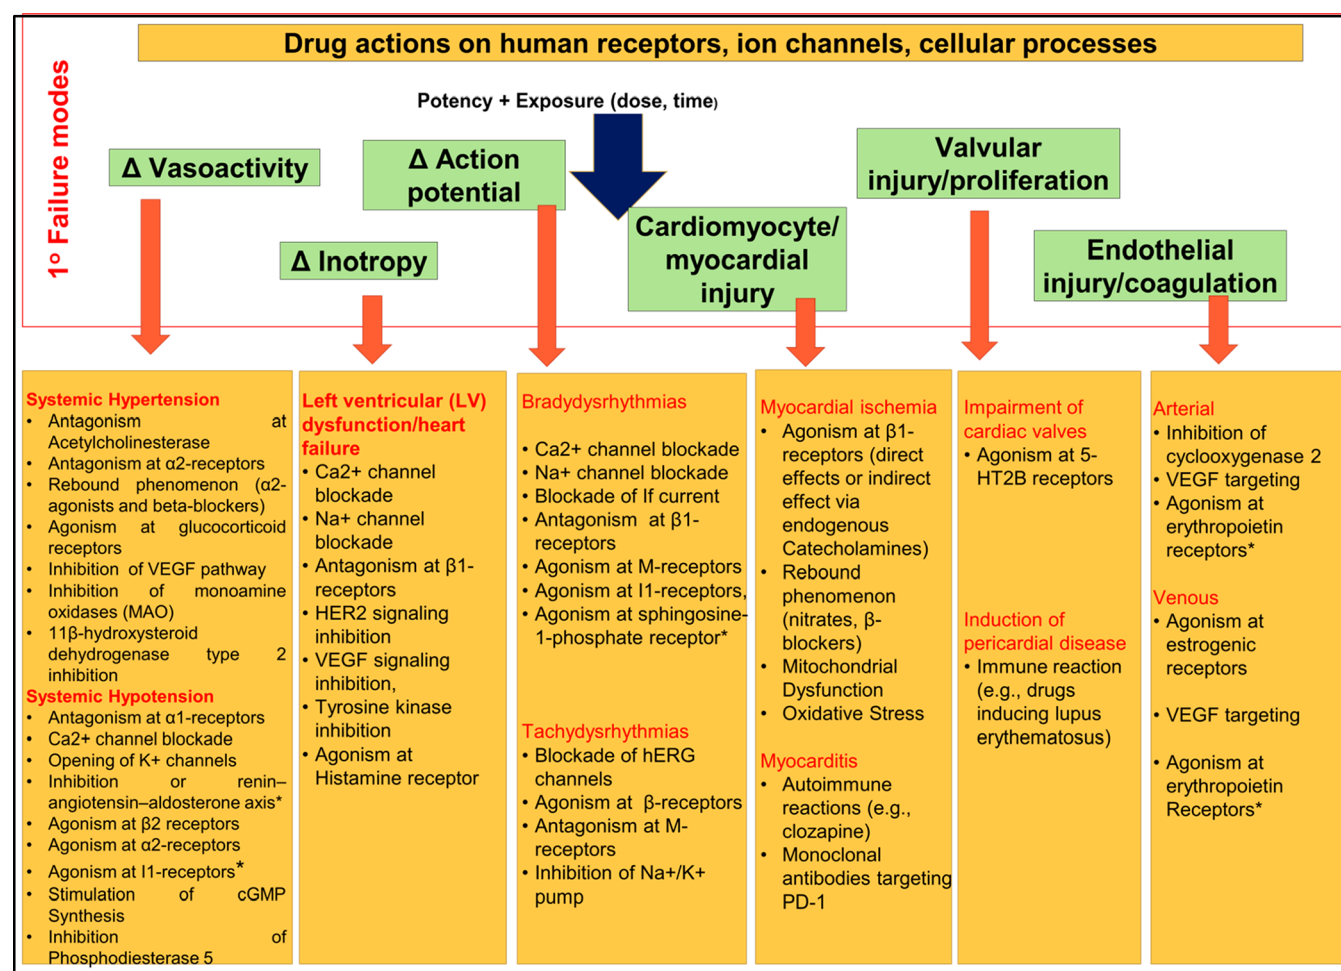 Drug actions on human receptors, ion channels, cellular processes
1º Failure modes
Potency + Exposure (dose, time)
Δ Vasoactivity
Δ Inotropy
Δ Action
potential
Cardiomyocyte/
myocardial
injury
Valvular
injury/proliferation
Endothelial
injury/coagulation
Systemic Hypertension
• Antagonism at
Acetylcholinesterase
• Antagonism at α2-receptors
• Rebound phenomenon (α2-
agonists and beta-blockers)
• Agonism at glucocorticoid
receptors
• Inhibition of VEGF pathway
• Inhibition of monoamine
oxidases (MAO)
• 11β-hydroxysteroid
dehydrogenase type 2
inhibition
Systemic Hypotension
• Antagonism at α1-receptors
• Ca2+ channel blockade
• Opening of K+ channels
• Inhibition or renin–
angiotensin–aldosterone axis*
• Agonism at β2 receptors
• Agonism at α2-receptors
• Agonism at I1-receptors*
• Stimulation of cGMP
Synthesis
• Inhibition of
Phosphodiesterase 5
Left ventricular (LV)
dysfunction/heart
failure
• Ca2+ channel
blockade
• Na+ channel
blockade
• Antagonism at β1-
receptors
• HER2 signaling
inhibition
• VEGF signaling
inhibition,
• Tyrosine kinase
inhibition
• Agonism at
Histamine receptor
Bradydysrhythmias
• Ca2+ channel blockade
• Na+ channel blockade
• Blockade of If current
• Antagonism at β1-
receptors
• Agonism at M-receptors
• Agonism at I1-receptors,
• Agonism at sphingosine-
1-phosphate receptor*
Tachydysrhythmias
• Blockade of hERG
channels
• Agonism at β-receptors
• Antagonism at M-
receptors
• Inhibition of Na+/K+
pump
Myocardial ischemia
• Agonism at β1-
receptors (direct
effects or indirect
effect via
endogenous
Catecholamines)
• Rebound
phenomenon
(nitrates, β-
blockers)
• Mitochondrial
Dysfunction
• Oxidative Stress
Myocarditis
• Autoimmune
reactions (e.g.,
clozapine)
• Monoclonal
antibodies targeting
PD-1
Impairment of
cardiac valves
• Agonism at 5-
HT2B receptors
Induction of
pericardial disease
• Immune reaction
(e.g., drugs
inducing lupus
erythematosus)
Arterial
• Inhibition of
cyclooxygenase 2
• VEGF targeting
• Agonism at
erythropoietin
receptors*
Venous
• Agonism at
estrogenic
receptors
• VEGF targeting
• Agonism at
erythropoietin
Receptors*